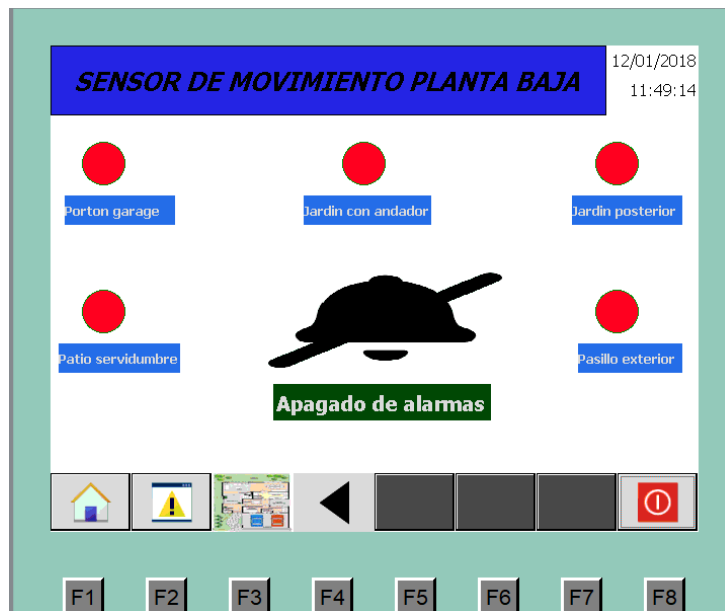 SENSOR DE MOVIMIENTO PLANTA BAJA
12/01/2018
11:49:14
Porton garage
Jardin con andador
Jardin posterior
Patio servidumbre
Pasillo exterior
Apagado de alarmas
F1
F2
F3
F4
F5
F6
F7
F8